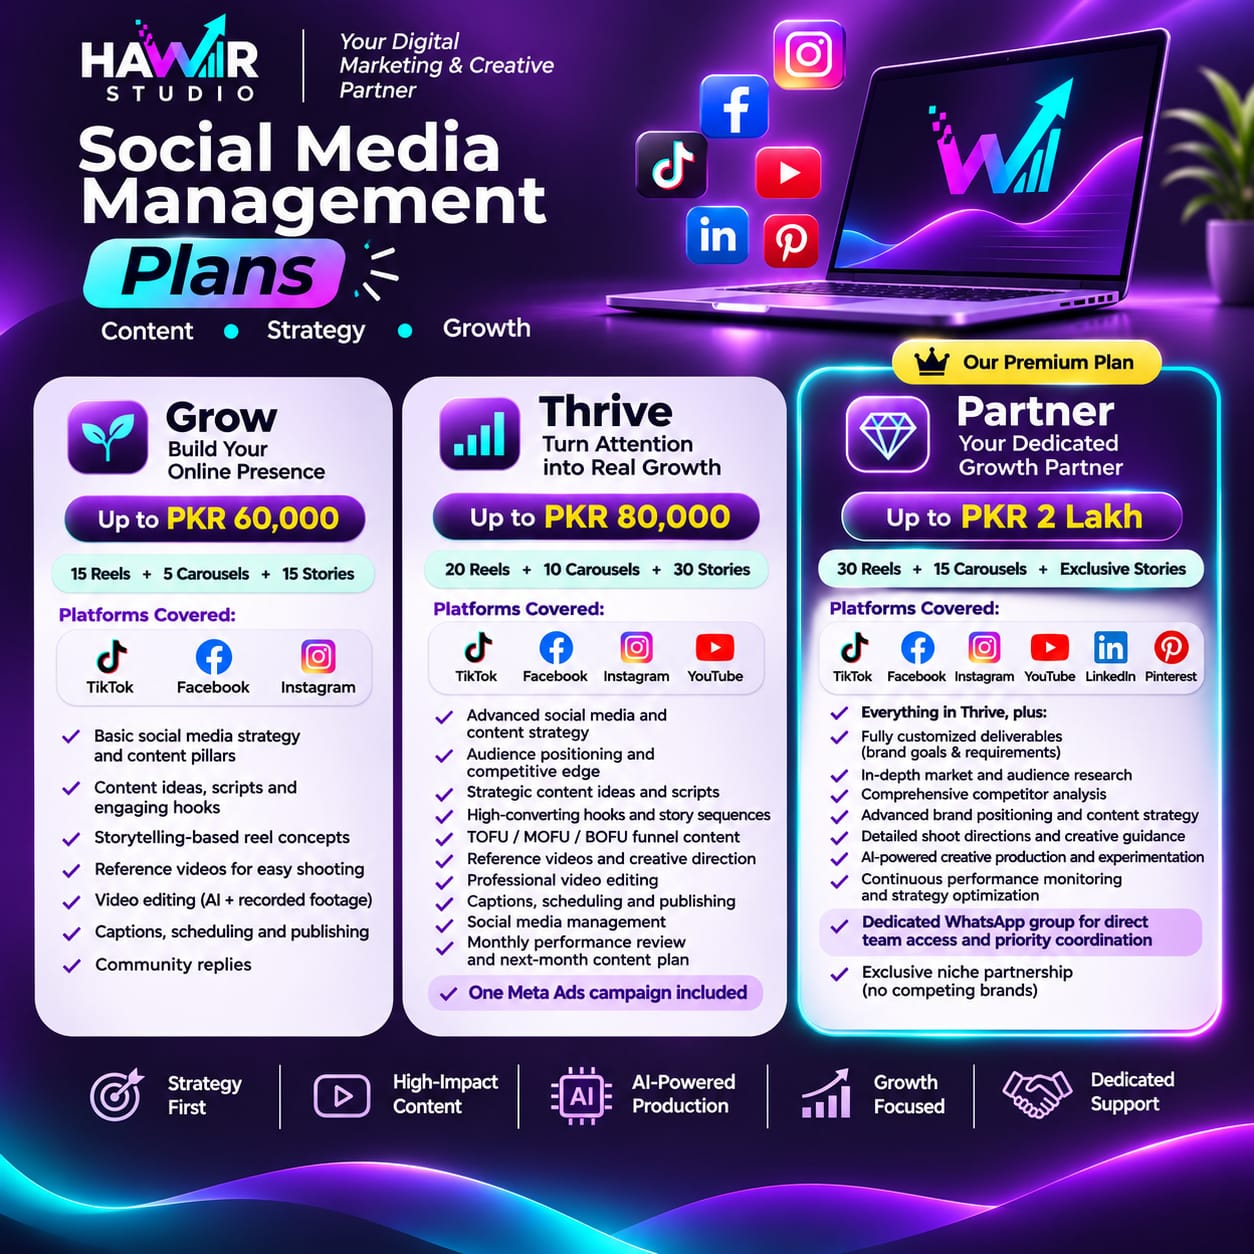 HAWIR
STUDIO
Your Digital
Marketing & Creative
Partner
Social Media
Management
Plans
Content • Strategy • Growth
Grow
Build Your
Online Presence
Up to PKR 60,000
15 Reels + 5 Carousels + 15 Stories
Platforms Covered:
TikTok Facebook Instagram
Basic social media strategy
and content pillars
Content ideas, scripts and
engaging hooks
Storytelling-based reel concepts
Reference videos for easy shooting
Video editing (AI + recorded footage)
Captions, scheduling and publishing
Community replies
Thrive
Turn Attention
into Real Growth
Up to PKR 80,000
20 Reels + 10 Carousels + 30 Stories
Platforms Covered:
TikTok Facebook Instagram YouTube
Advanced social media and
content strategy
Audience positioning and
competitive edge
Strategic content ideas and scripts
High-converting hooks and story sequences
TOFU / MOFU / BOFU funnel content
Reference videos and creative direction
Professional video editing
Captions, scheduling and publishing
Social media management
Monthly performance review
and next-month content plan
One Meta Ads campaign included
Our Premium Plan
Partner
Your Dedicated
Growth Partner
Up to PKR 2 Lakh
30 Reels + 15 Carousels + Exclusive Stories
Platforms Covered:
TikTok Facebook Instagram YouTube LinkedIn Pinterest
Everything in Thrive, plus:
Fully customized deliverables
(brand goals & requirements)
In-depth market and audience research
Comprehensive competitor analysis
Advanced brand positioning and content strategy
Detailed shoot directions and creative guidance
AI-powered creative production and experimentation
Continuous performance monitoring
and strategy optimization
Dedicated WhatsApp group for direct
team access and priority coordination
Exclusive niche partnership
(no competing brands)
Strategy
First
High-Impact
Content
AI
AI-Powered
Production
Growth
Focused
Dedicated
Support